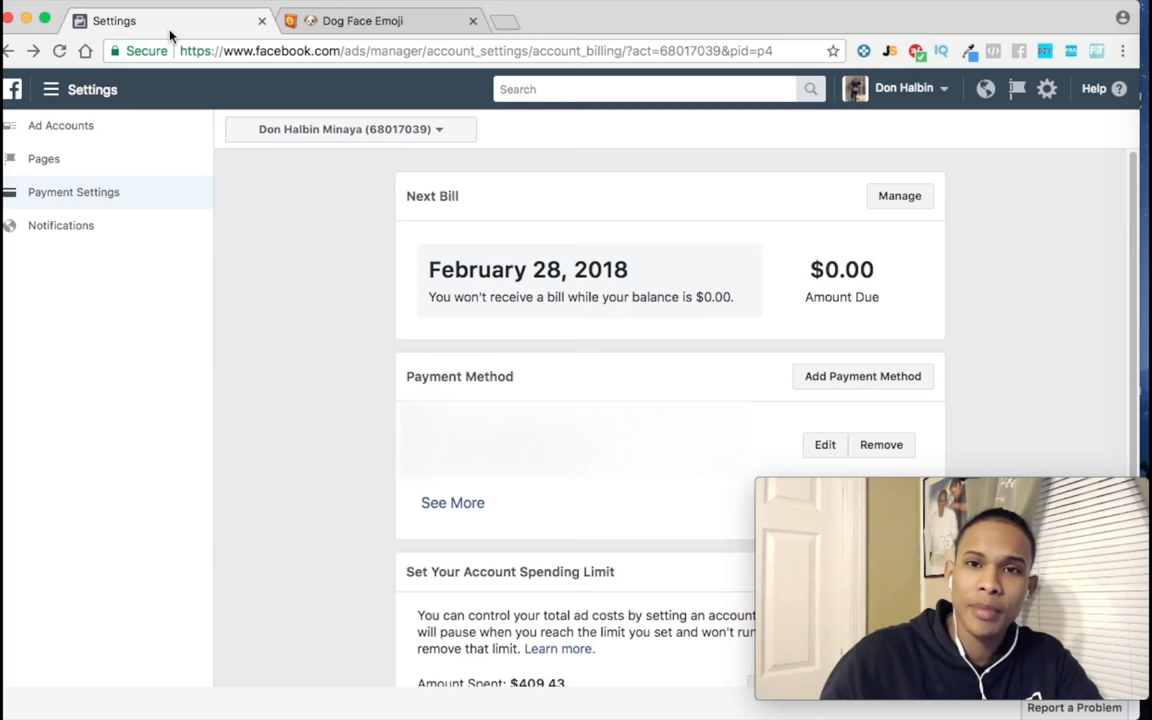 Settings
Dog Face Emoji
Secure
https://www.facebook.com/ads/manager/account_settings/account_billing/?act=68017039&pid=p4
JS
IQ
DIY
Settings
Search
Don Halbin
Help
Ad Accounts
Pages
Payment Settings
Notifications
Don Halbin Minaya (68017039)
Next Bill
Manage
February 28, 2018
You won't receive a bill while your balance is $0.00.
$0.00
Amount Due
Payment Method
Add Payment Method
Edit
Remove
See More
Set Your Account Spending Limit
You can control your total ad costs by setting an account
will pause when you reach the limit you set and won't run
remove that limit. Learn more.
Amount Spent: $409.43
Report a Problem